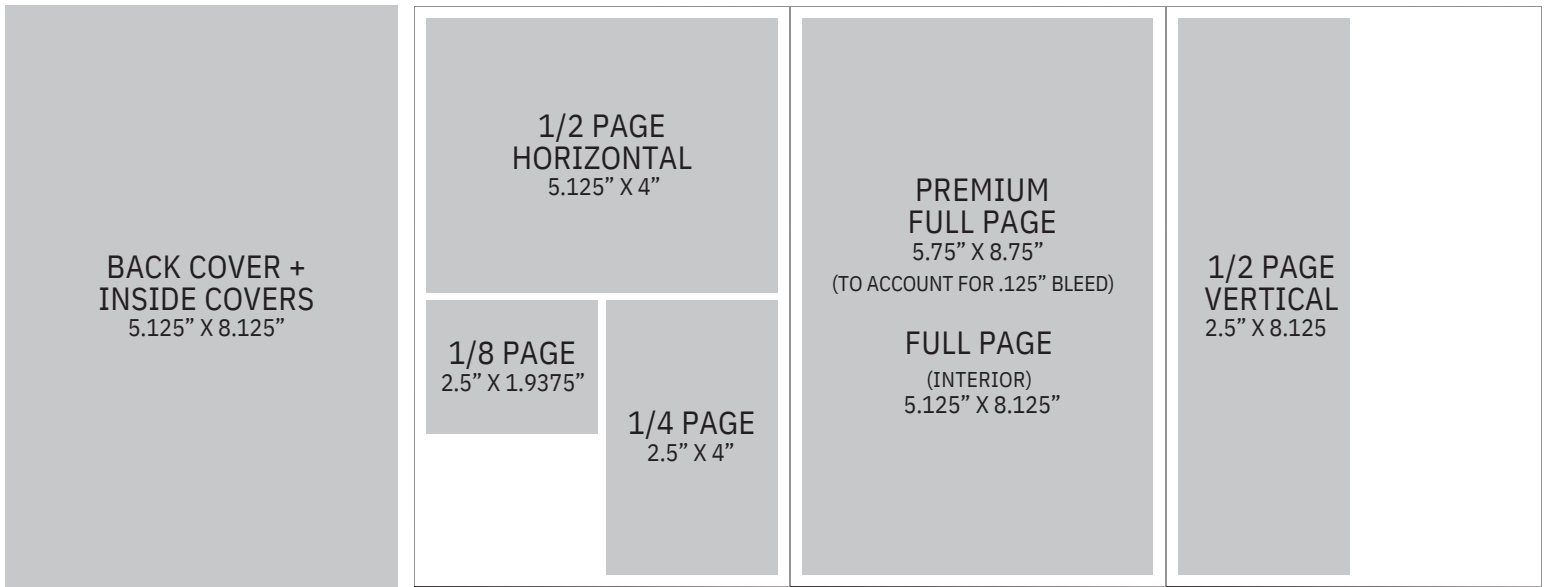 BACK COVER +
INSIDE COVERS
5.125” X 8.125”
1/2 PAGE
HORIZONTAL
5.125” X 4”
1/8 PAGE
2.5” X 1.9375”
1/4 PAGE
2.5” X 4”
PREMIUM
FULL PAGE
5.75” X 8.75”
(TO ACCOUNT FOR .125” BLEED)
FULL PAGE
(INTERIOR)
5.125” X 8.125”
1/2 PAGE
VERTICAL
2.5” X 8.125